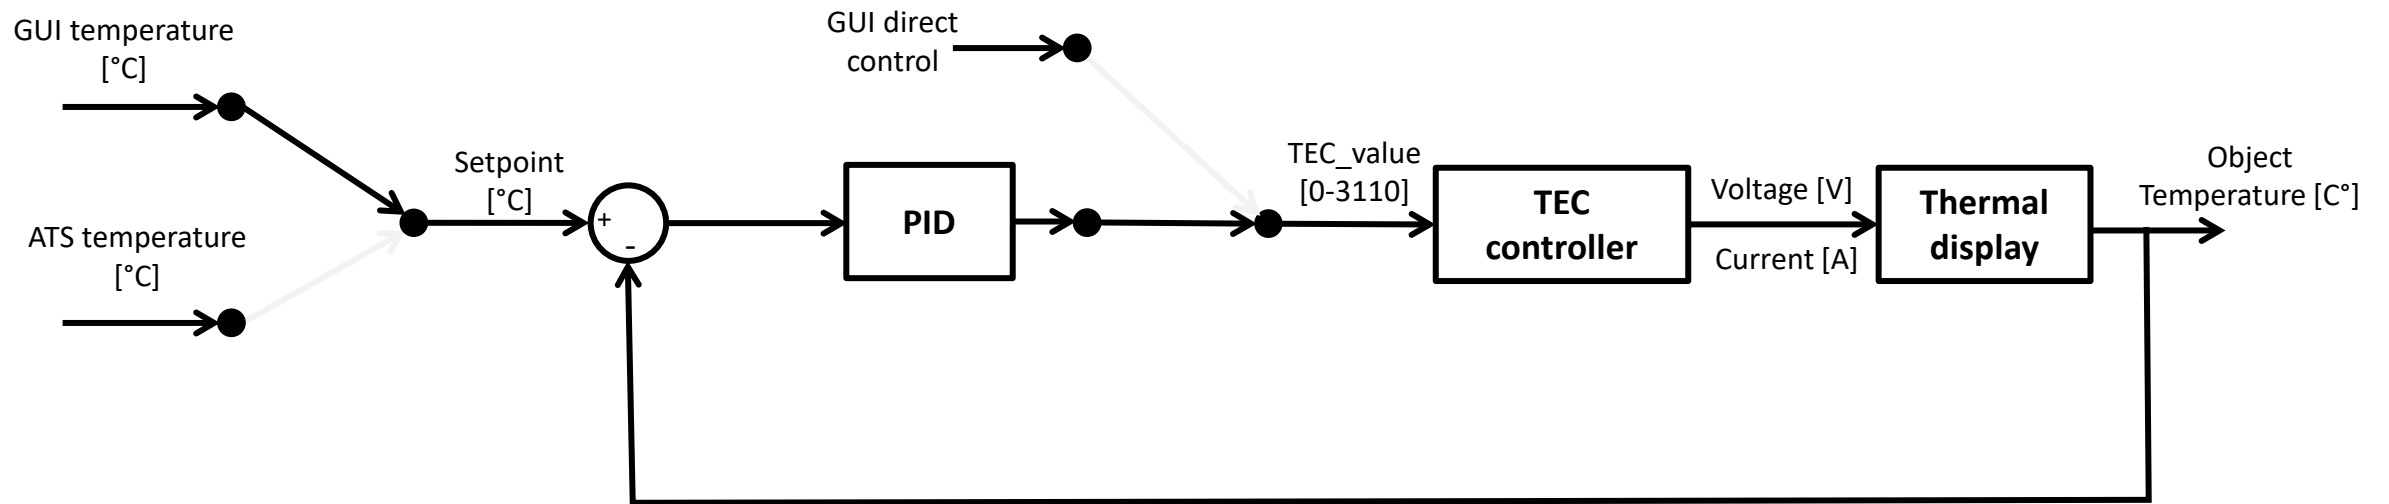 GUI temperature
[°C]
GUI direct
control
ATS temperature
[°C]
Setpoint
[°C]
+
-
PID
TEC_value
[0-3110]
TEC
controller
Voltage [V]
Current [A]
Thermal
display
Object
Temperature [C°]